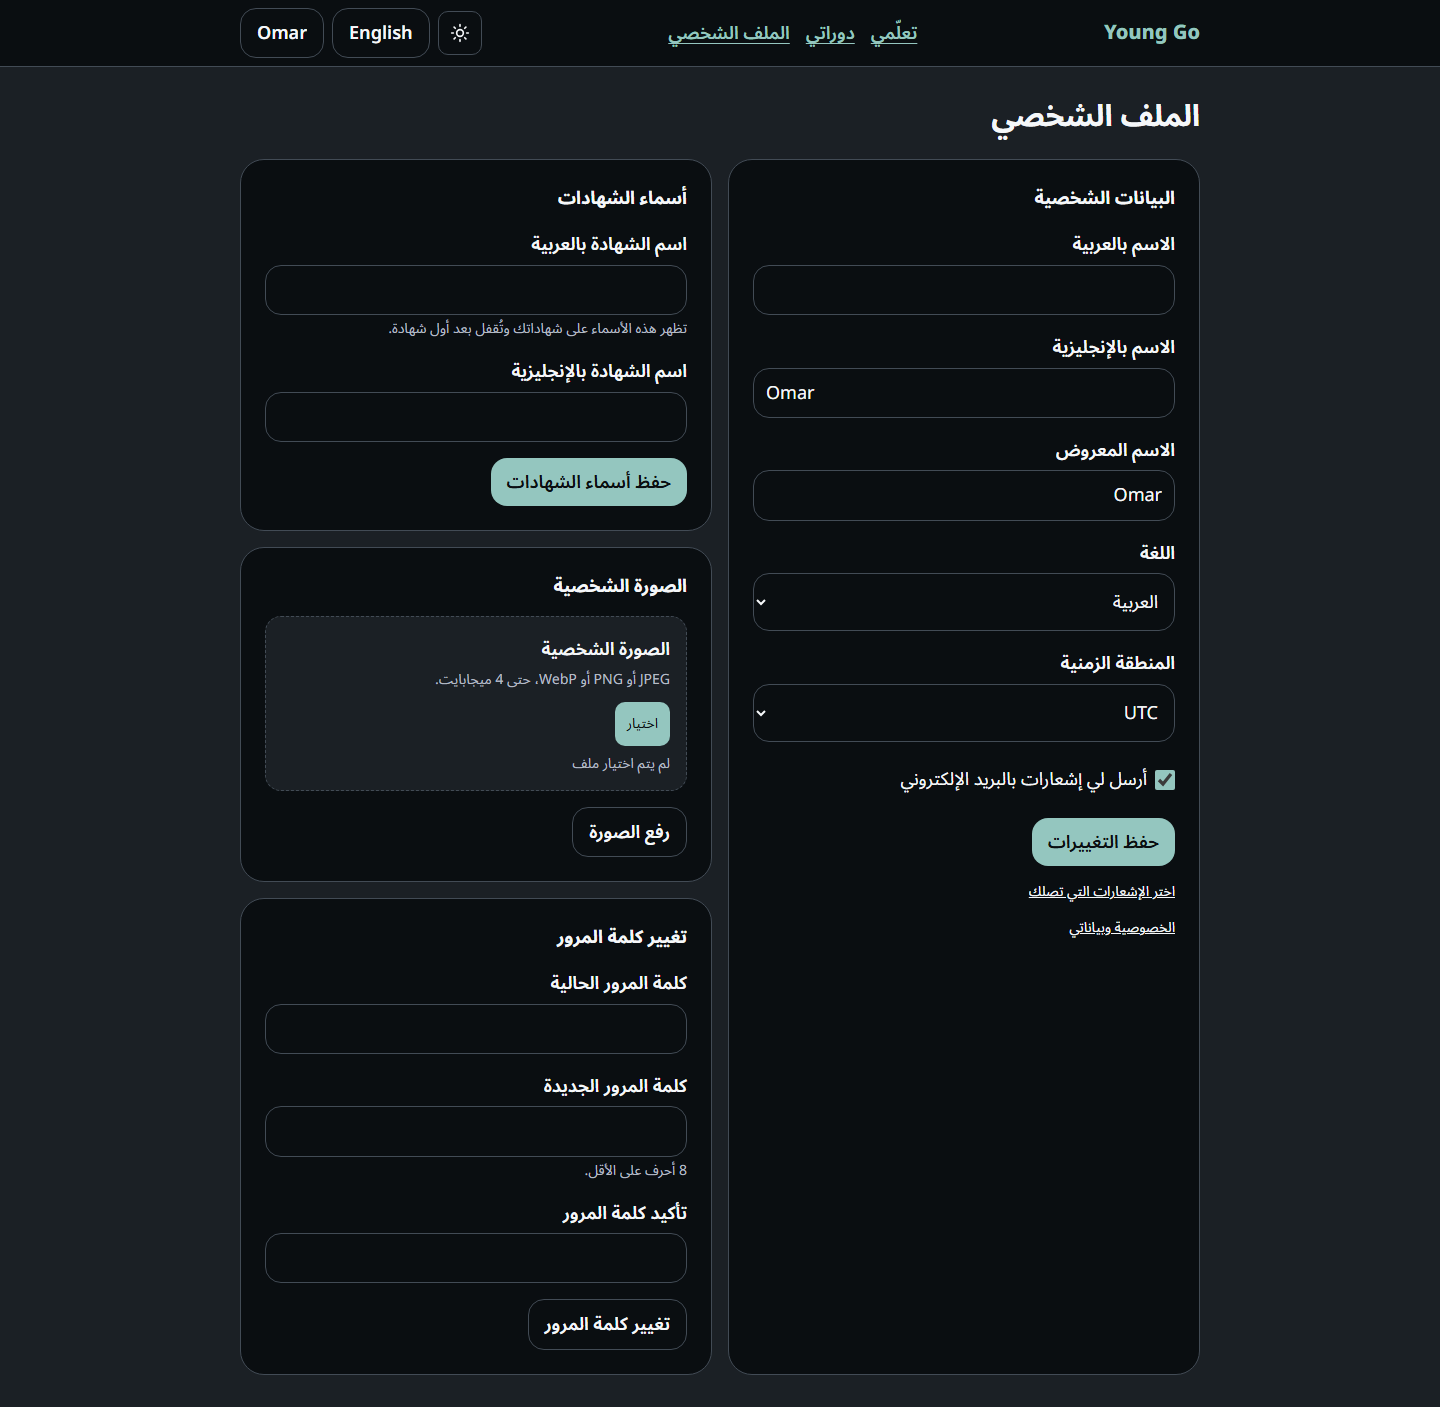 Young Go
تعلّمي
دوراتي
الملف الشخصي
English
Omar
الملف الشخصي
البيانات الشخصية
الاسم بالعربية
الاسم بالإنجليزية
Omar
الاسم المعروض
Omar
اللغة
العربية
المنطقة الزمنية
UTC
أرسل لي إشعارات بالبريد الإلكتروني
حفظ التغييرات
اختر الإشعارات التي تصلك
الخصوصية وبياناتي
أسماء الشهادات
اسم الشهادة بالعربية
تظهر هذه الأسماء على شهاداتك وتُقفل بعد أول شهادة.
اسم الشهادة بالإنجليزية
حفظ أسماء الشهادات
الصورة الشخصية
الصورة الشخصية
JPEG أو PNG أو WebP، حتى 4 ميجابايت.
اختيار
لم يتم اختيار ملف
رفع الصورة
تغيير كلمة المرور
كلمة المرور الحالية
كلمة المرور الجديدة
8 أحرف على الأقل.
تأكيد كلمة المرور
تغيير كلمة المرور